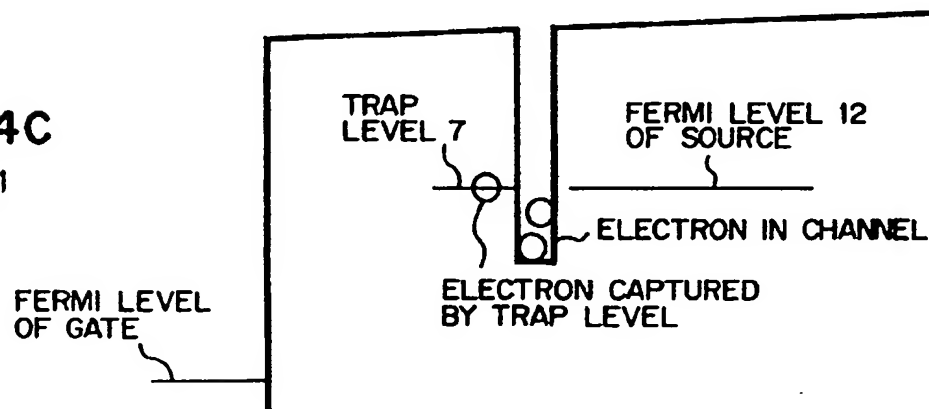 4C
TRAP
LEVEL 7
FERMI LEVEL 12
OF SOURCE
ELECTRON IN CHANNEL
ELECTRON CAPTURED
BY TRAP LEVEL
FERMI LEVEL
OF GATE